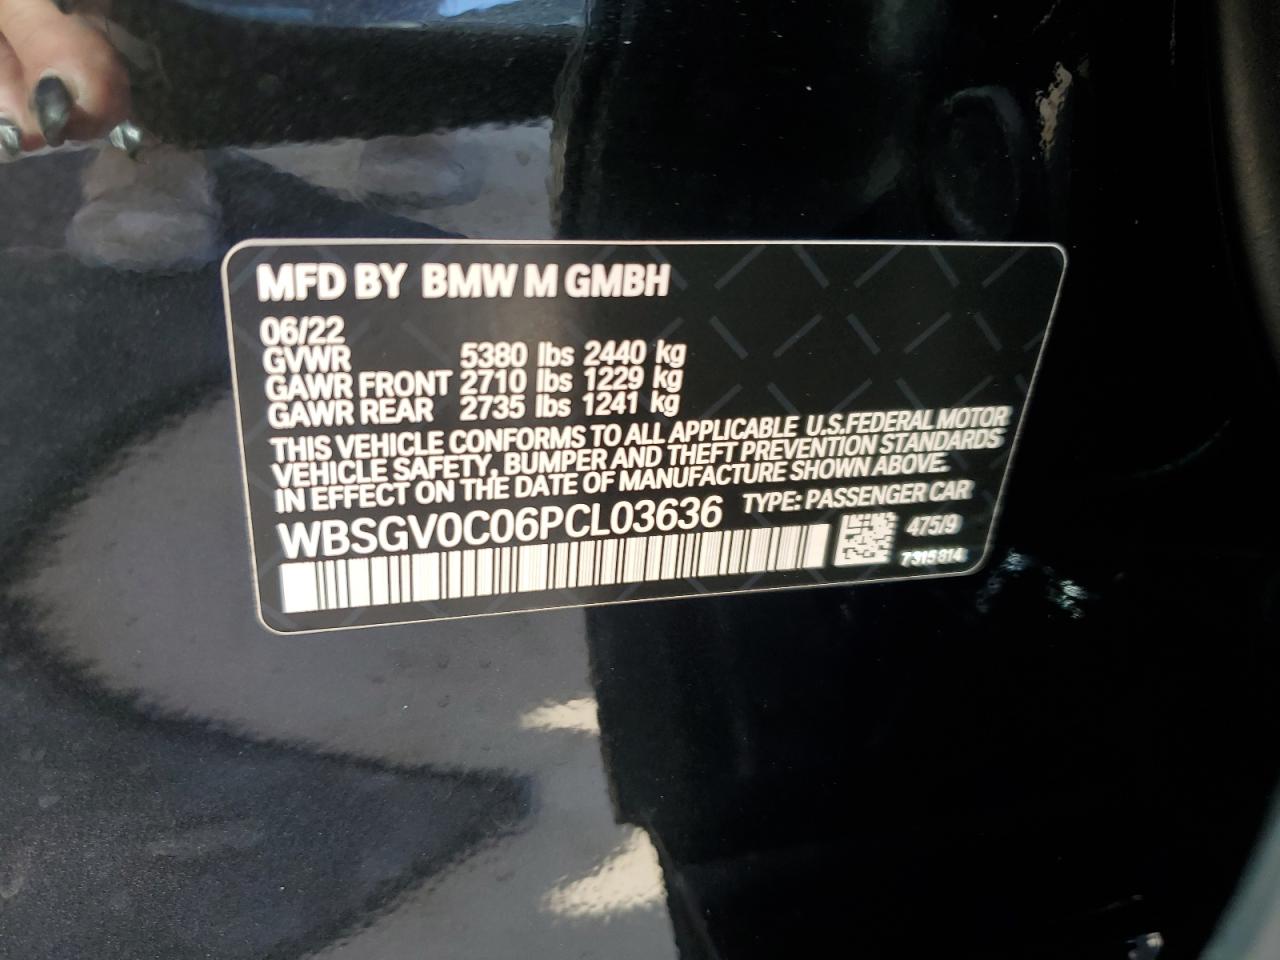 MFD BY BMW M GMBH
06/22
GVWR 5380 lbs 2440 kg
GAWR FRONT 2710 lbs 1229 kg
GAWR REAR 2735 lbs 1241 kg
THIS VEHICLE CONFORMS TO ALL APPLICABLE U.S.FEDERAL MOTOR
VEHICLE SAFETY, BUMPER AND THEFT PREVENTION STANDARDS
IN EFFECT ON THE DATE OF MANUFACTURE SHOWN ABOVE.
WBSGV0C06PCL03636 TYPE: PASSENGER CAR
475/9
7315814